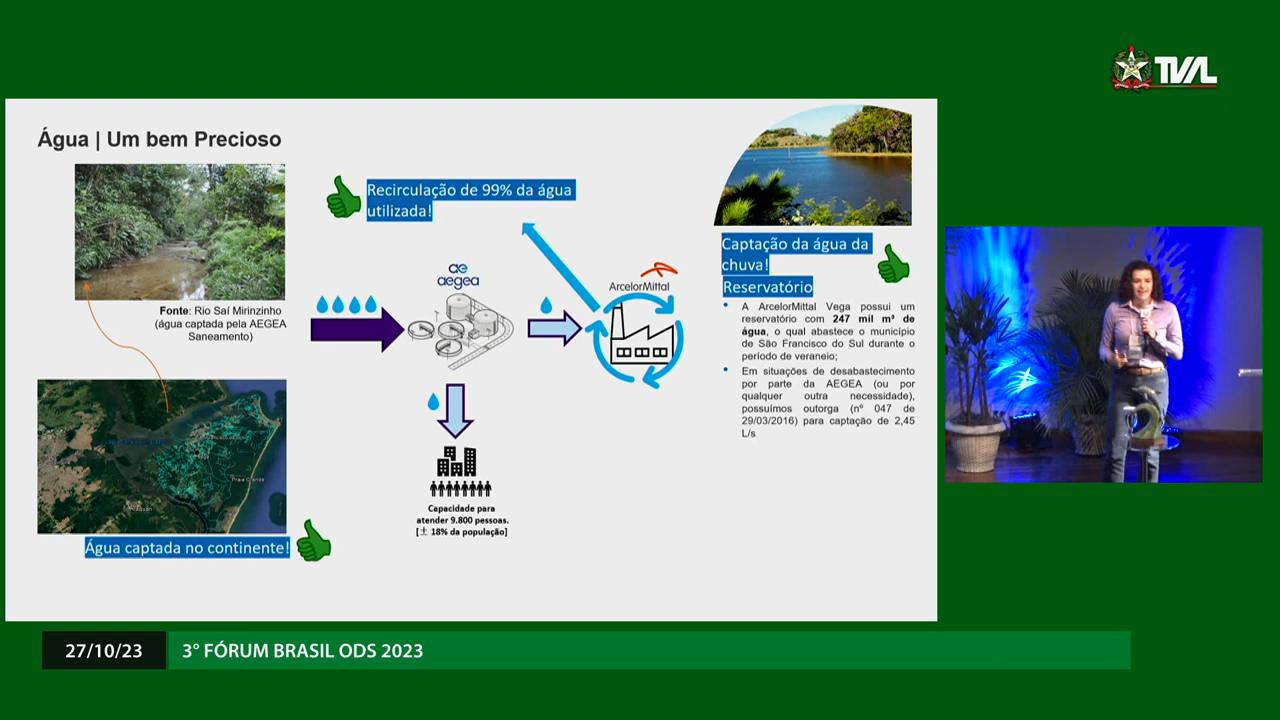 TVAL
Água | Um bem Precioso
Recirculação de 99% da água
utilizada!
Fonte: Rio Saí Mirinzinho
(água captada pela AEGEA
Saneamento)
ae
aegea
ArcelorMittal
Captação da água da
chuva!
Reservatório
• A ArcelorMittal Vega possui um
reservatório com 247 mil m³ de
água, o qual abastece o município
de São Francisco do Sul durante o
período de veraneio;
• Em situações de desabastecimento
por parte da AEGEA (ou por
qualquer outra necessidade),
possuímos outorga (nº 047 de
29/03/2016) para captação de 2,45
L/s
Praia Grande
Araquari
Água captada no continente!
Capacidade para
atender 9.800 pessoas.
[± 18% da população]
27/10/23
3° FÓRUM BRASIL ODS 2023